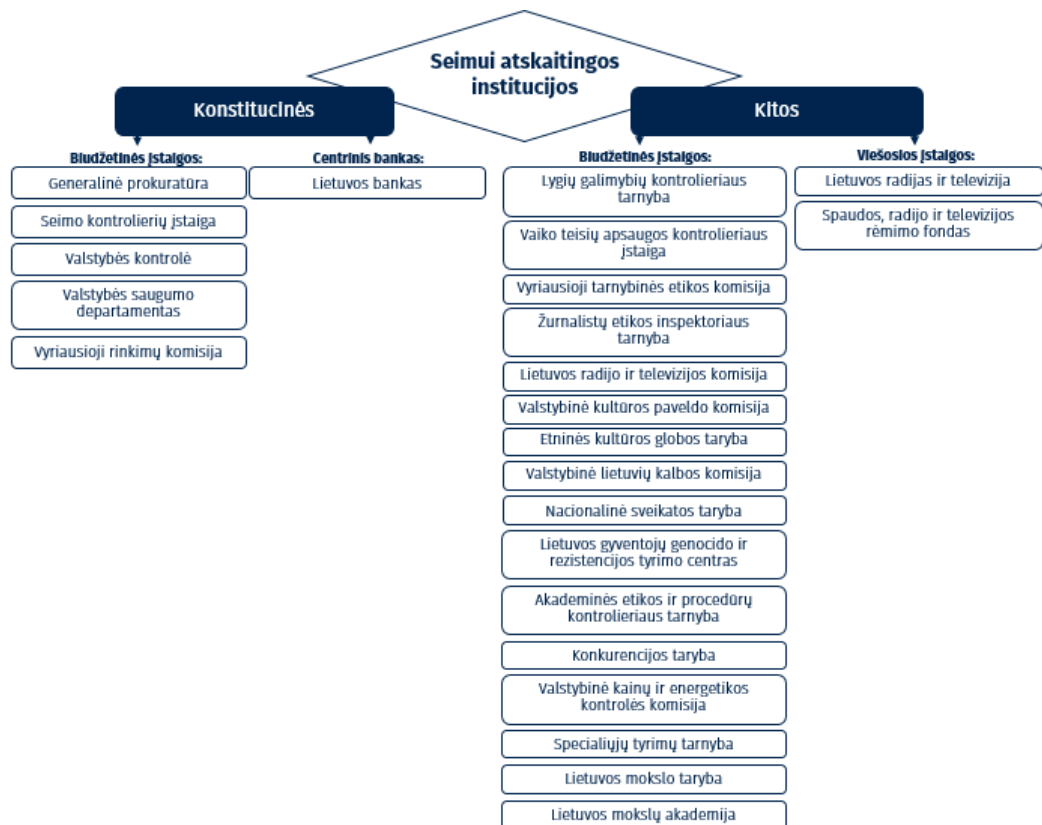 Seimui atskaitingos
institucijos
Konstitucinės
Kitos
Biudžetinės įstaigos:
Generalinė prokuratūra
Seimo kontrolierių įstaiga
Valstybės kontrolė
Valstybės saugumo
departamentas
Vyriausioji rinkimų komisija
Centrinis bankas:
Lietuvos bankas
Biudžetinės įstaigos:
Lygių galimybių kontrolieriaus
tarnyba
Vaiko teisių apsaugos kontrolieriaus
įstaiga
Vyriausioji tarnybinės etikos komisija
Žurnalistų etikos inspektoriaus
tarnyba
Lietuvos radijo ir televizijos komisija
Valstybinė kultūros paveldo komisija
Etninės kultūros globos taryba
Valstybinė lietuvių kalbos komisija
Nacionalinė sveikatos taryba
Lietuvos gyventojų genocido ir
rezistencijos tyrimo centras
Akademinės etikos ir procedūrų
kontrolieriaus tarnyba
Konkurencijos taryba
Valstybinė kainų ir energetikos
kontrolės komisija
Specialiųjų tyrimų tarnyba
Lietuvos mokslo taryba
Lietuvos mokslų akademija
Viešosios įstaigos:
Lietuvos radijas ir televizija
Spaudos, radijo ir televizijos
rėmimo fondas